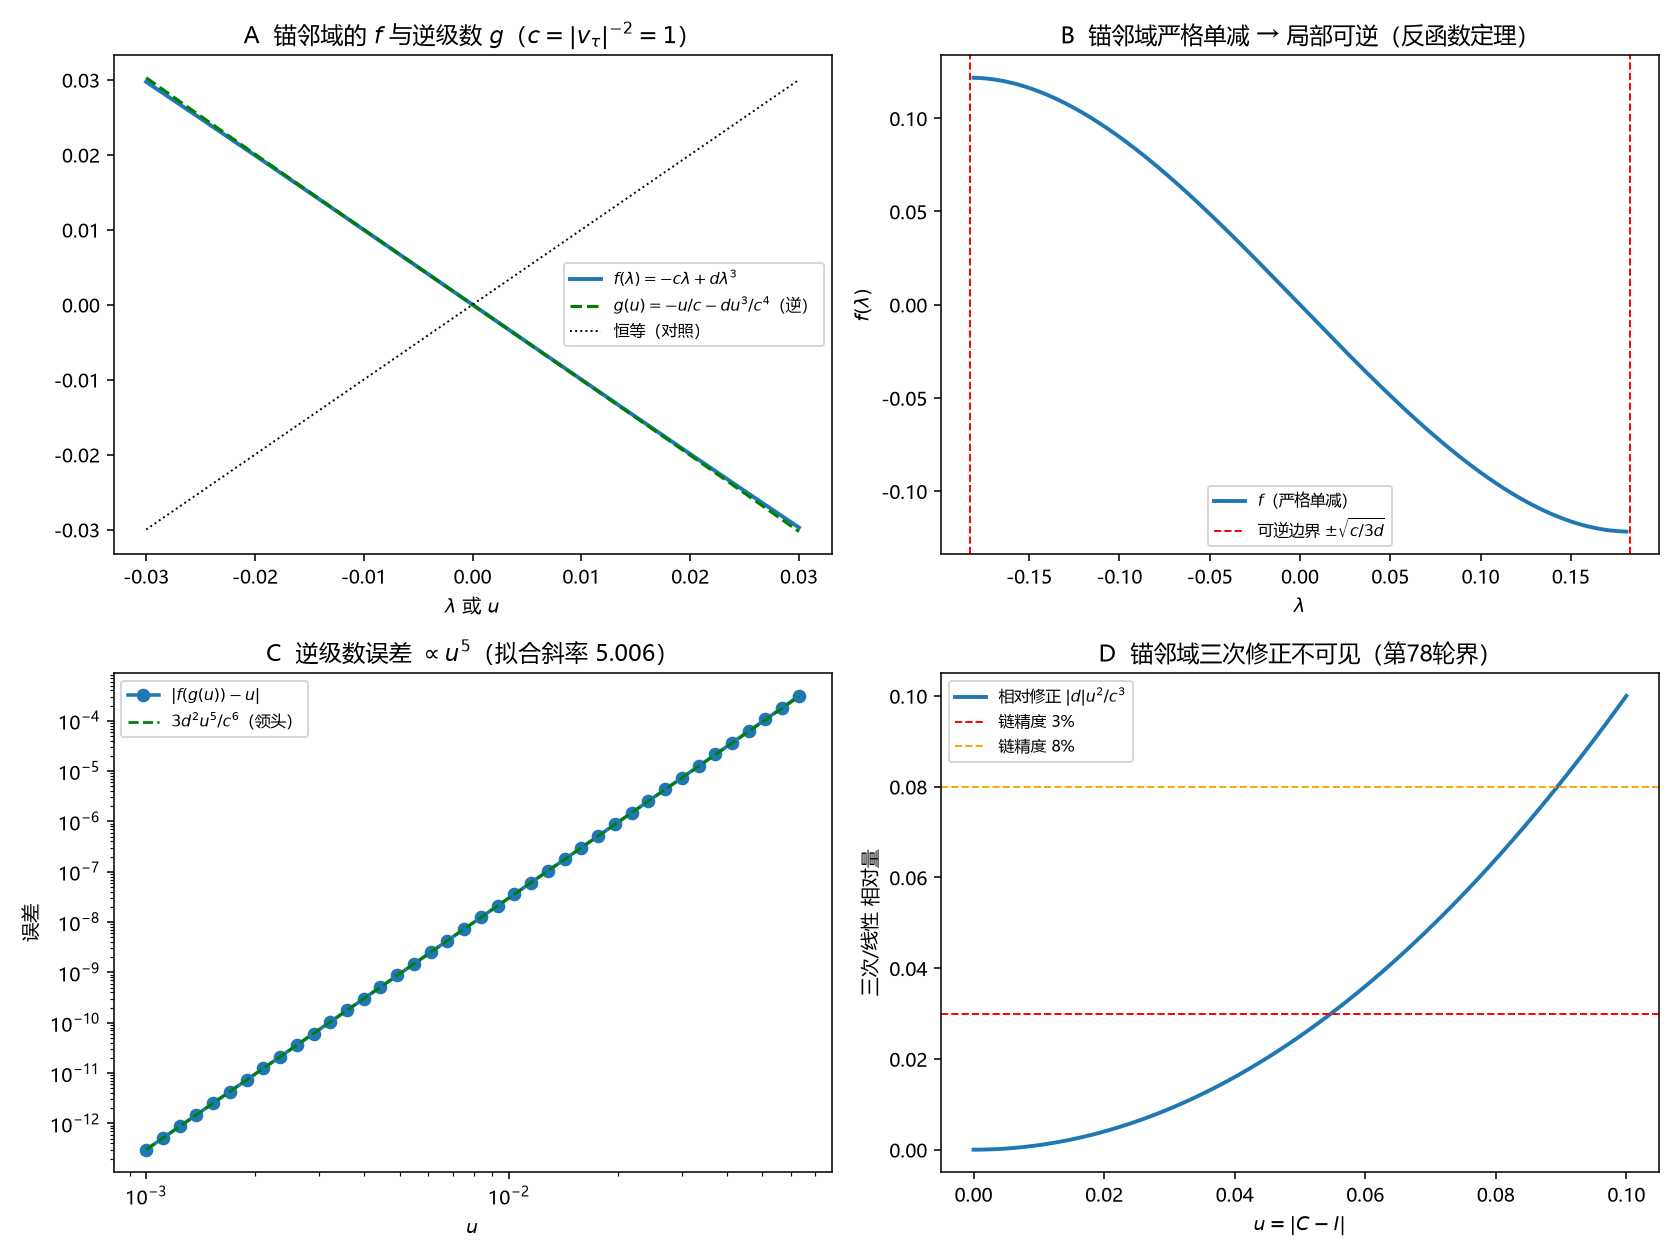 A 锚邻域的 f 与逆级数 g（c = |v_τ|⁻² = 1）
0.03
0.02
0.01
0.00
-0.01
-0.02
-0.03
f(λ) = −cλ + dλ³
g(u) = −u/c − du³/c⁴（逆）
恒等（对照）
-0.03 -0.02 -0.01 0.00 0.01 0.02 0.03
λ 或 u
B 锚邻域严格单减 → 局部可逆（反函数定理）
f(λ)
0.10
0.05
0.00
-0.05
-0.10
f（严格单减）
可逆边界 ±√c/3d
-0.15 -0.10 -0.05 0.00 0.05 0.10 0.15
λ
C 逆级数误差 ∝ u⁵（拟合斜率 5.006）
误差
|f(g(u)) − u|
3d²u⁵/c⁶（领头）
10⁻⁴
10⁻⁵
10⁻⁶
10⁻⁷
10⁻⁸
10⁻⁹
10⁻¹⁰
10⁻¹¹
10⁻¹²
10⁻³ 10⁻²
u
D 锚邻域三次修正不可见（第78轮界）
三次/线性 相对量
相对修正 |d|u²/c³
链精度 3%
链精度 8%
0.10
0.08
0.06
0.04
0.02
0.00
0.00 0.02 0.04 0.06 0.08 0.10
u = |C − I|